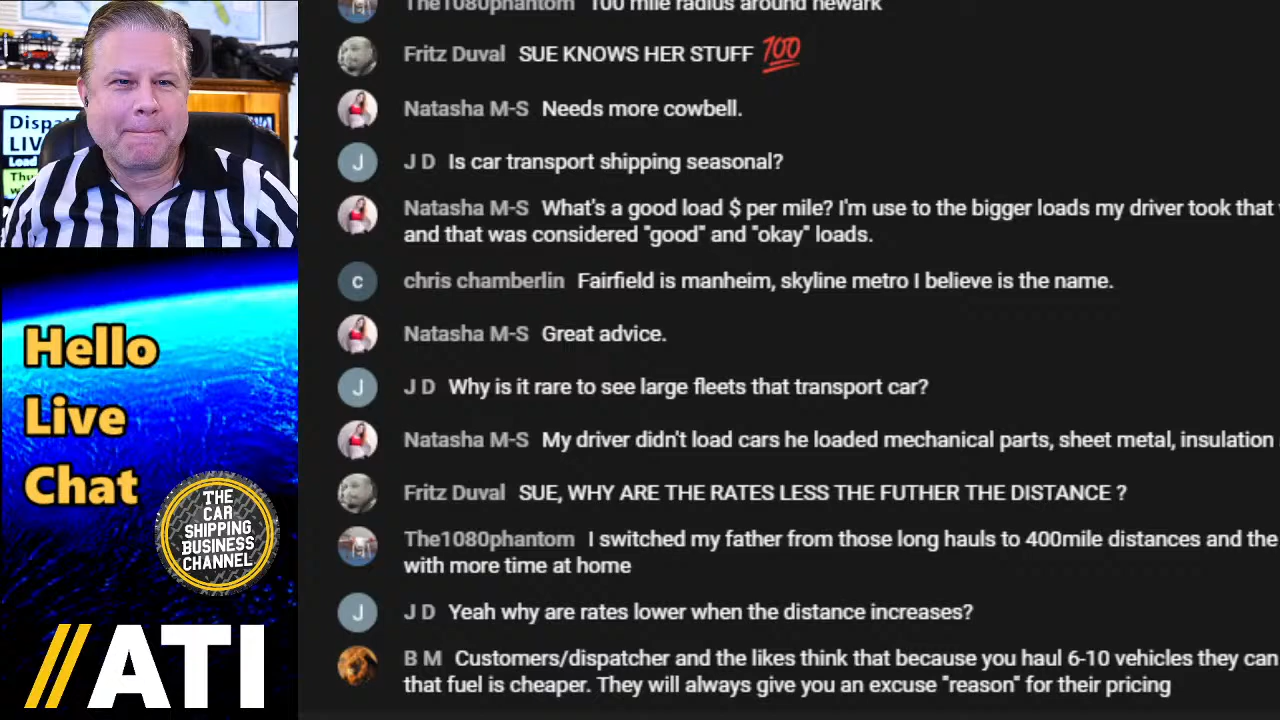 The1080phantom 100 mile radius around newark
Fritz Duval SUE KNOWS HER STUFF 💯
Natasha M-S Needs more cowbell.
J D Is car transport shipping seasonal?
Natasha M-S What's a good load $ per mile? I'm use to the bigger loads my driver took that
and that was considered "good" and "okay" loads.
chris chamberlin Fairfield is manheim, skyline metro I believe is the name.
Natasha M-S Great advice.
J D Why is it rare to see large fleets that transport car?
Natasha M-S My driver didn't load cars he loaded mechanical parts, sheet metal, insulation
Fritz Duval SUE, WHY ARE THE RATES LESS THE FUTHER THE DISTANCE ?
The1080phantom I switched my father from those long hauls to 400mile distances and the
with more time at home
J D Yeah why are rates lower when the distance increases?
B M Customers/dispatcher and the likes think that because you haul 6-10 vehicles they can
that fuel is cheaper. They will always give you an excuse "reason" for their pricing
J
C
J
J
Dispat
LIV
Load
Thu
wi
Hello
Live
Chat
THE
CAR
SHIPPING
BUSINESS
CHANNEL
//ATI